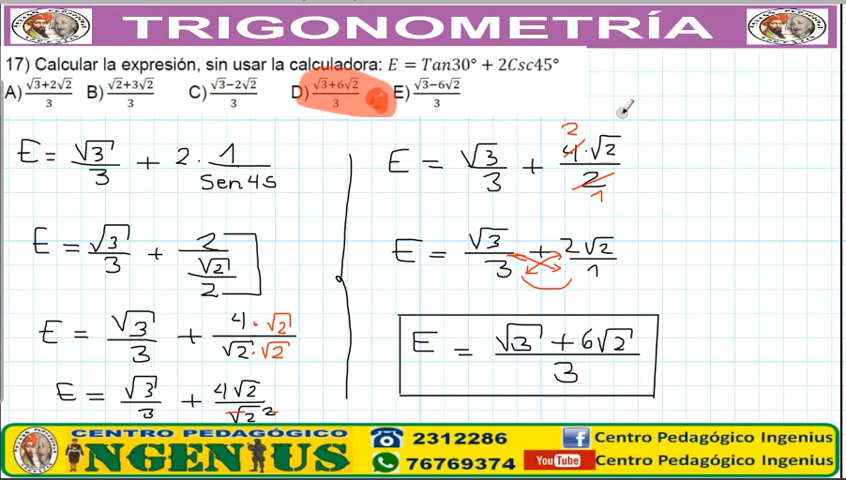 TRIGONOMETRÍA
17) Calcular la expresión, sin usar la calculadora: E = Tan30° + 2Csc45°
A) √3+2√2/3 B) √2+3√2/3 C) √3−2√2/3 D) √3+6√2/3 E) √3−6√2/3
E = √3/3 + 2 · 1/Sen45
E = √3/3 + 2/(√2/2)
E = √3/3 + 4·√2/√2·√2
E = √3/3 + 4√2/√2²
E = √3/3 + 4·√2/2
2
1
E = √3/3 + 2√2/1
E = √3+6√2/3
CENTRO PEDAGÓGICO
INGENIUS
2312286
76769374
f Centro Pedagógico Ingenius
YouTube Centro Pedagógico Ingenius